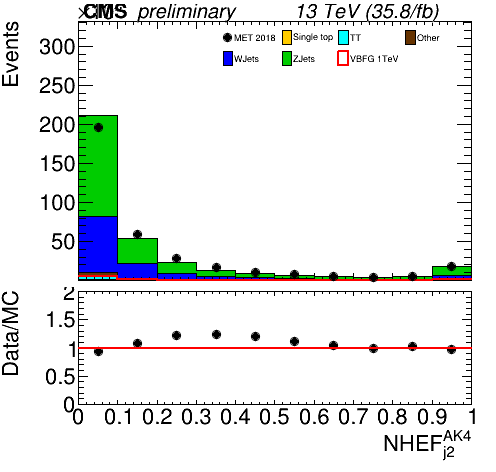 CMS preliminary 13 TeV (35.8/fb)
Events
300
250
200
150
100
50
MET 2018 Single top TT Other
WJets ZJets VBFG 1TeV
Data/MC
2
1.5
1
0.5
0
0 0.1 0.2 0.3 0.4 0.5 0.6 0.7 0.8 0.9 1
NHEF AK4 j2